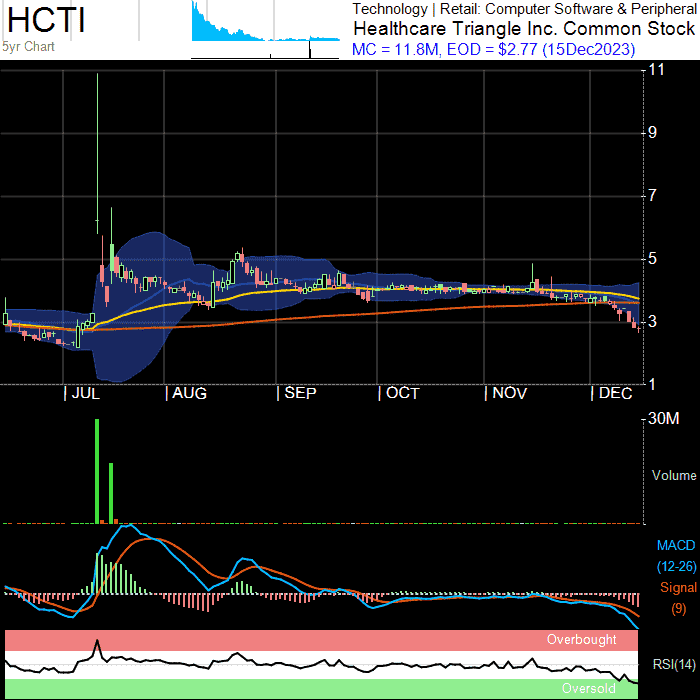 HCTI
5yr Chart
Technology | Retail: Computer Software & Peripheral
Healthcare Triangle Inc. Common Stock
MC = 11.8M, EOD = $2.77 (15Dec2023)
11
9
7
5
3
1
JUL AUG SEP OCT NOV DEC
30M
Volume
MACD
(12-26)
Signal
(9)
Overbought
RSI(14)
Oversold